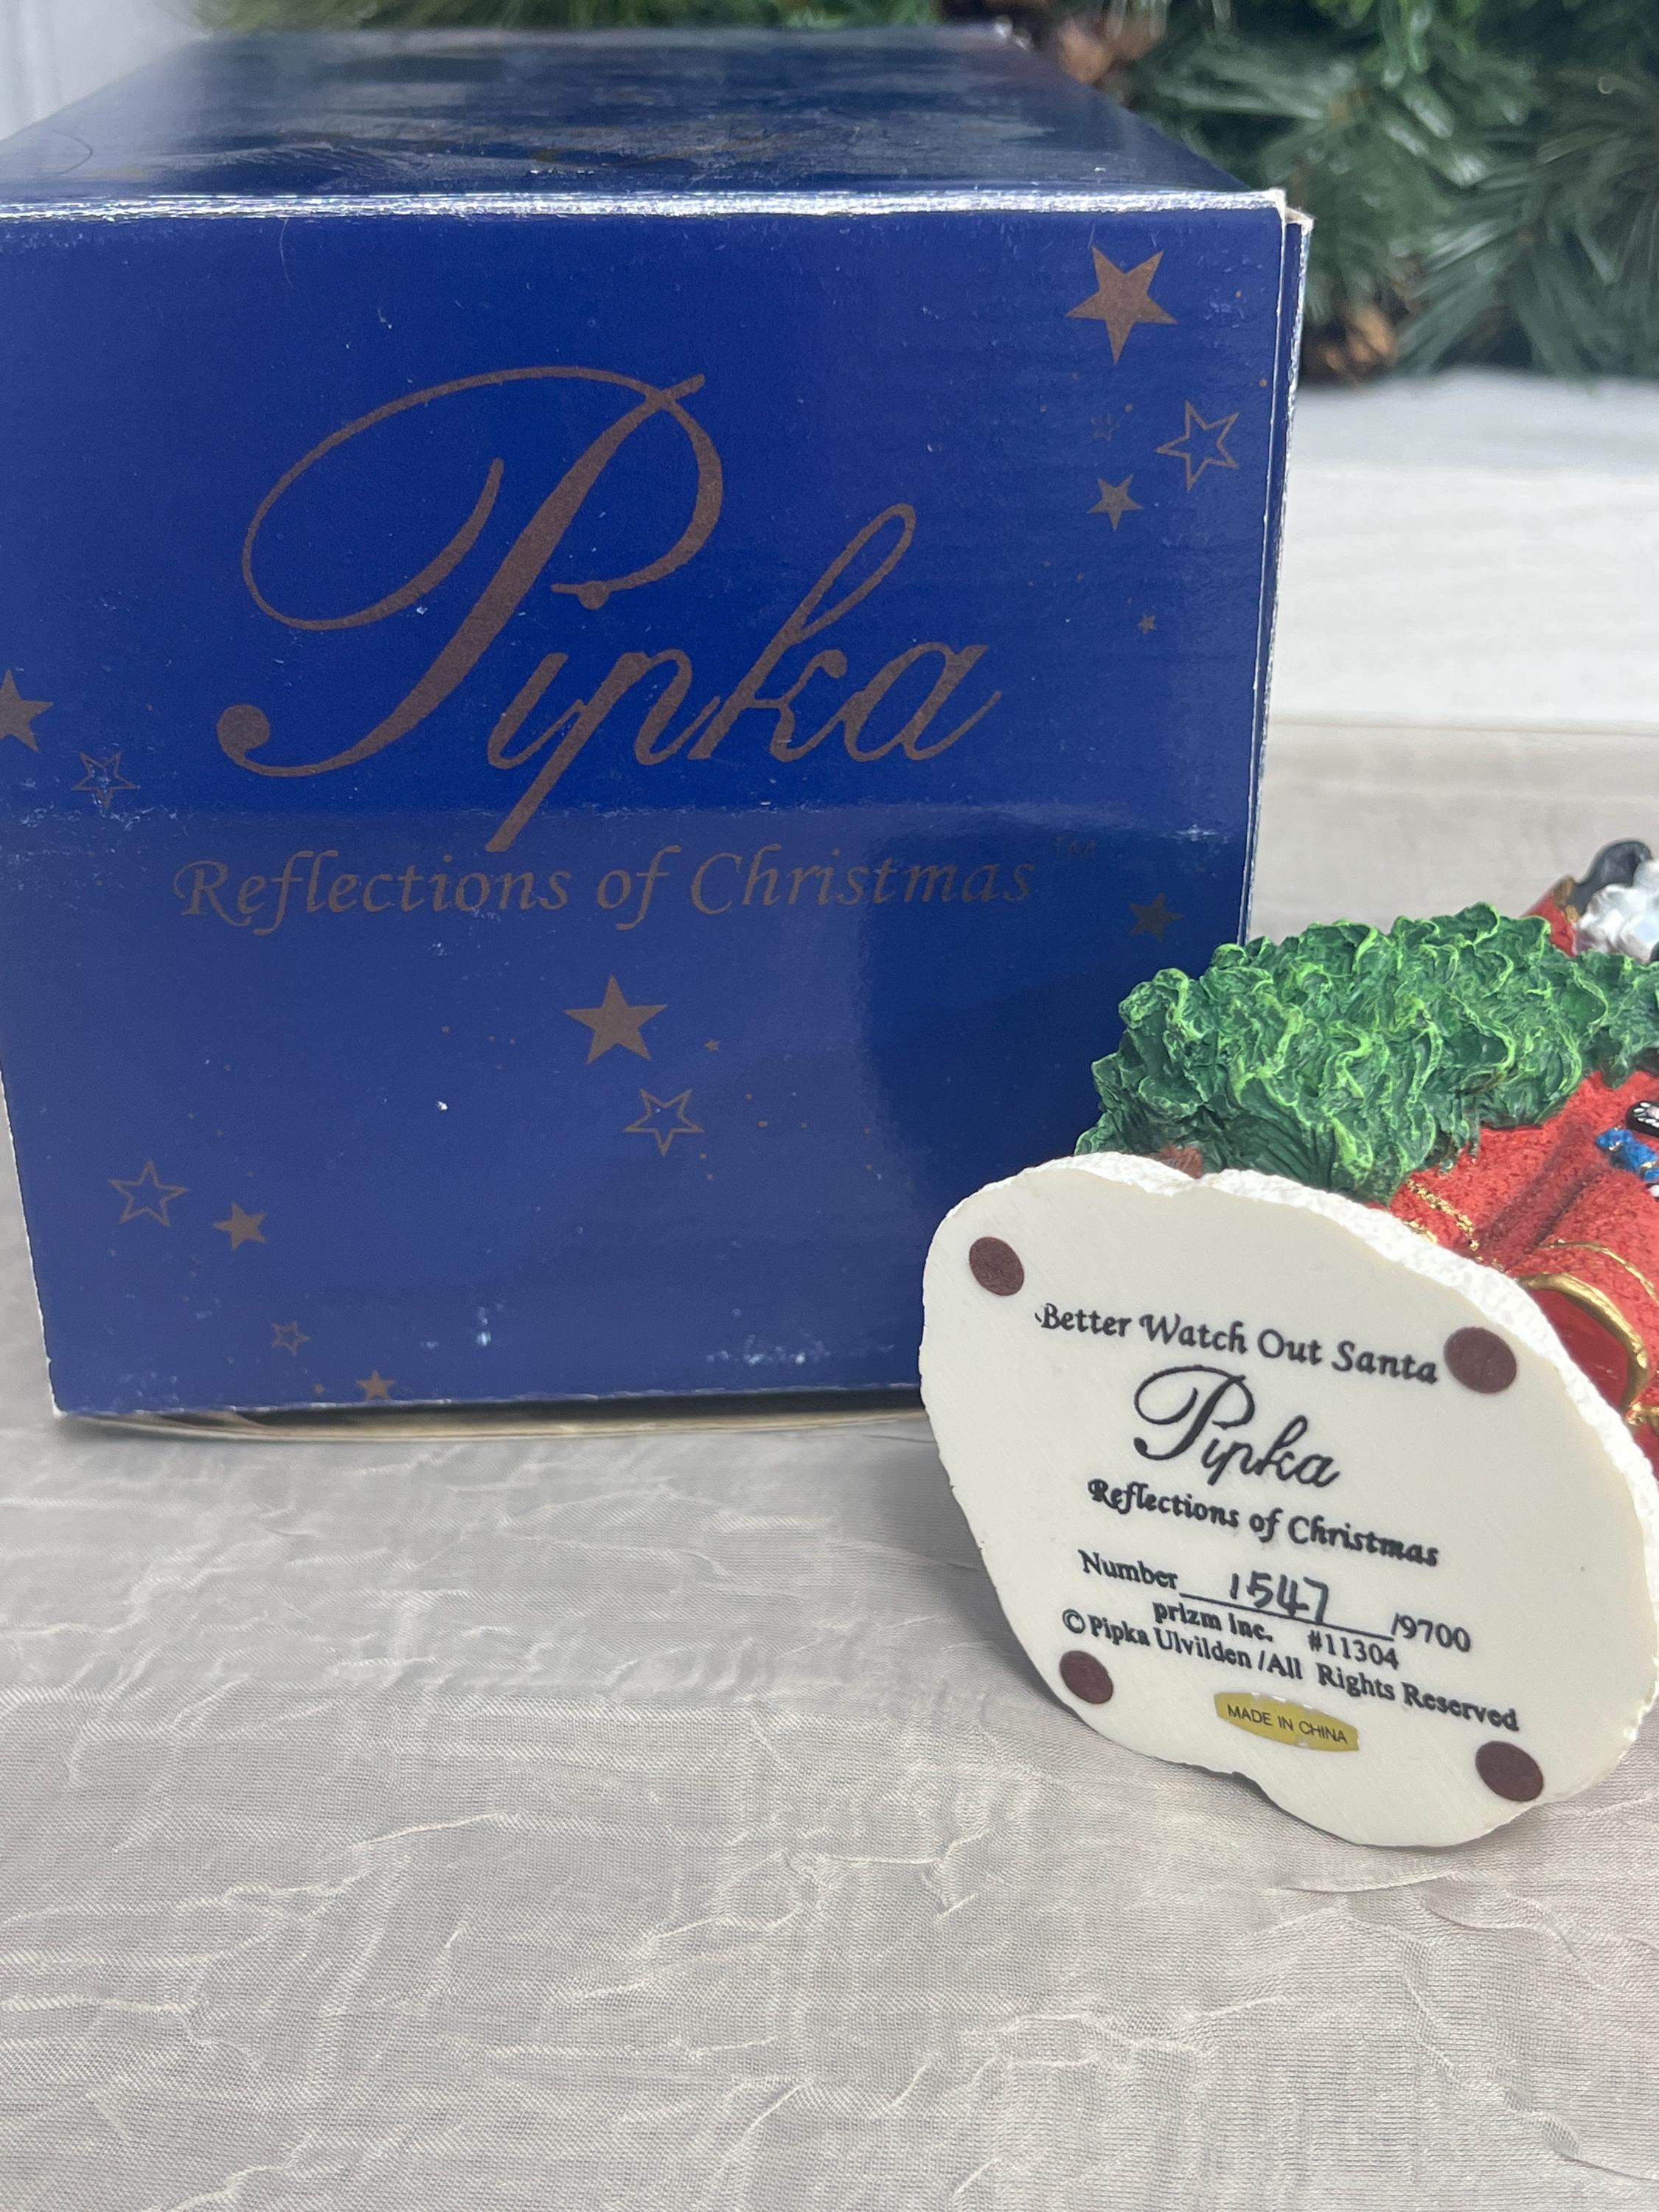 Pipka
Reflections of Christmas™
Better Watch Out Santa
Pipka
Reflections of Christmas
Number 1547 /9700
prizm Inc. #11304
© Pipka Ulvilden /All Rights Reserved
MADE IN CHINA